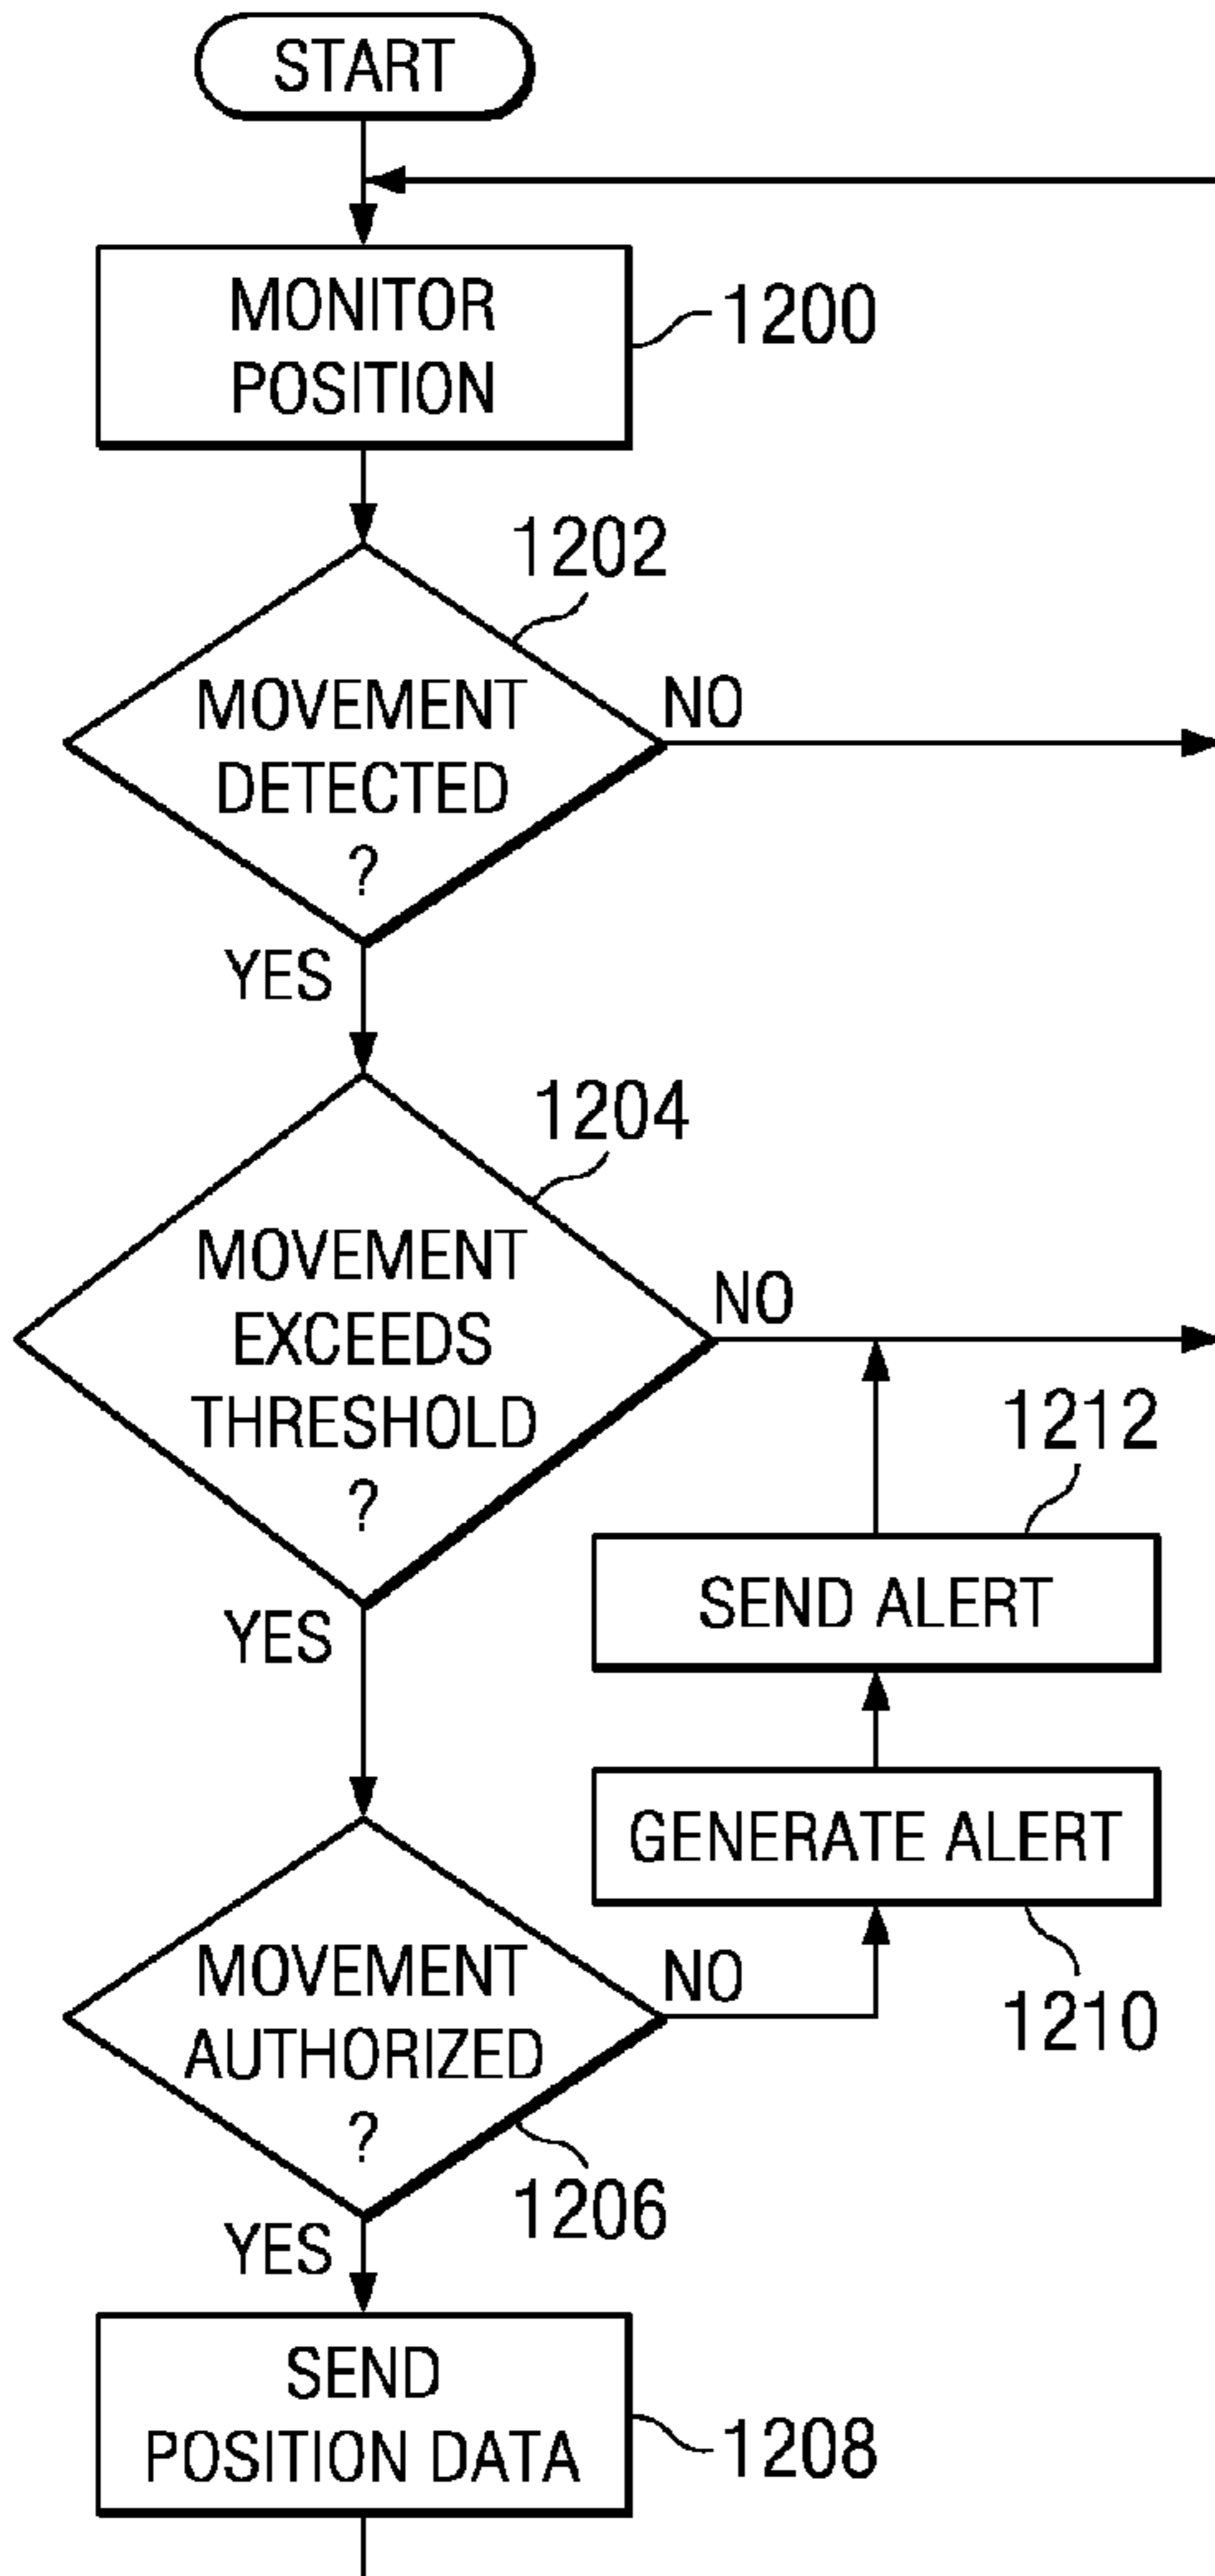 START
MONITOR
POSITION
1200
1202
MOVEMENT
DETECTED
?
NO
YES
1204
MOVEMENT
EXCEEDS
THRESHOLD
?
NO
YES
1212
SEND ALERT
GENERATE ALERT
1210
MOVEMENT
AUTHORIZED
?
NO
1206
YES
SEND
POSITION DATA
1208